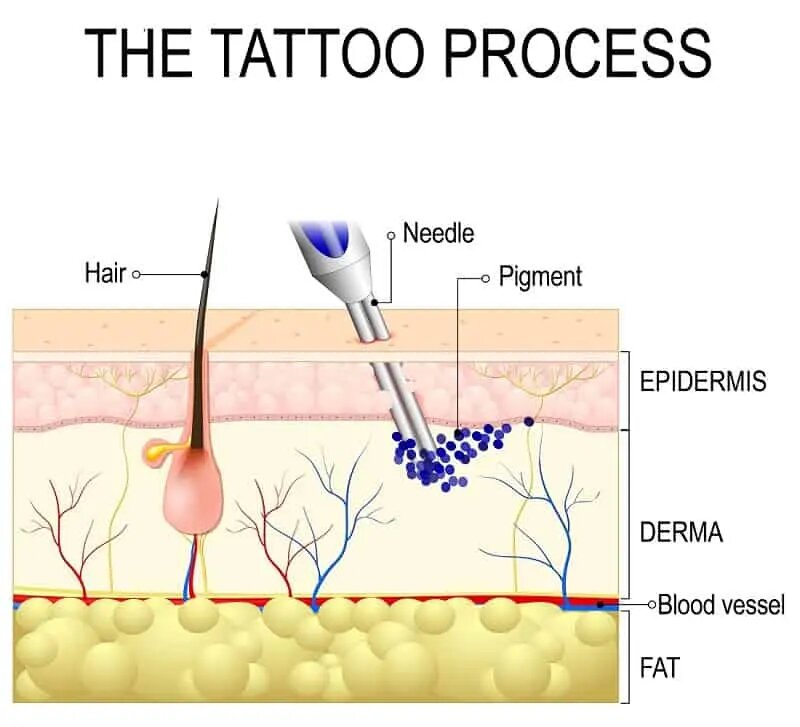 THE TATTOO PROCESS
Needle
Hair
Pigment
EPIDERMIS
DERMA
Blood vessel
FAT